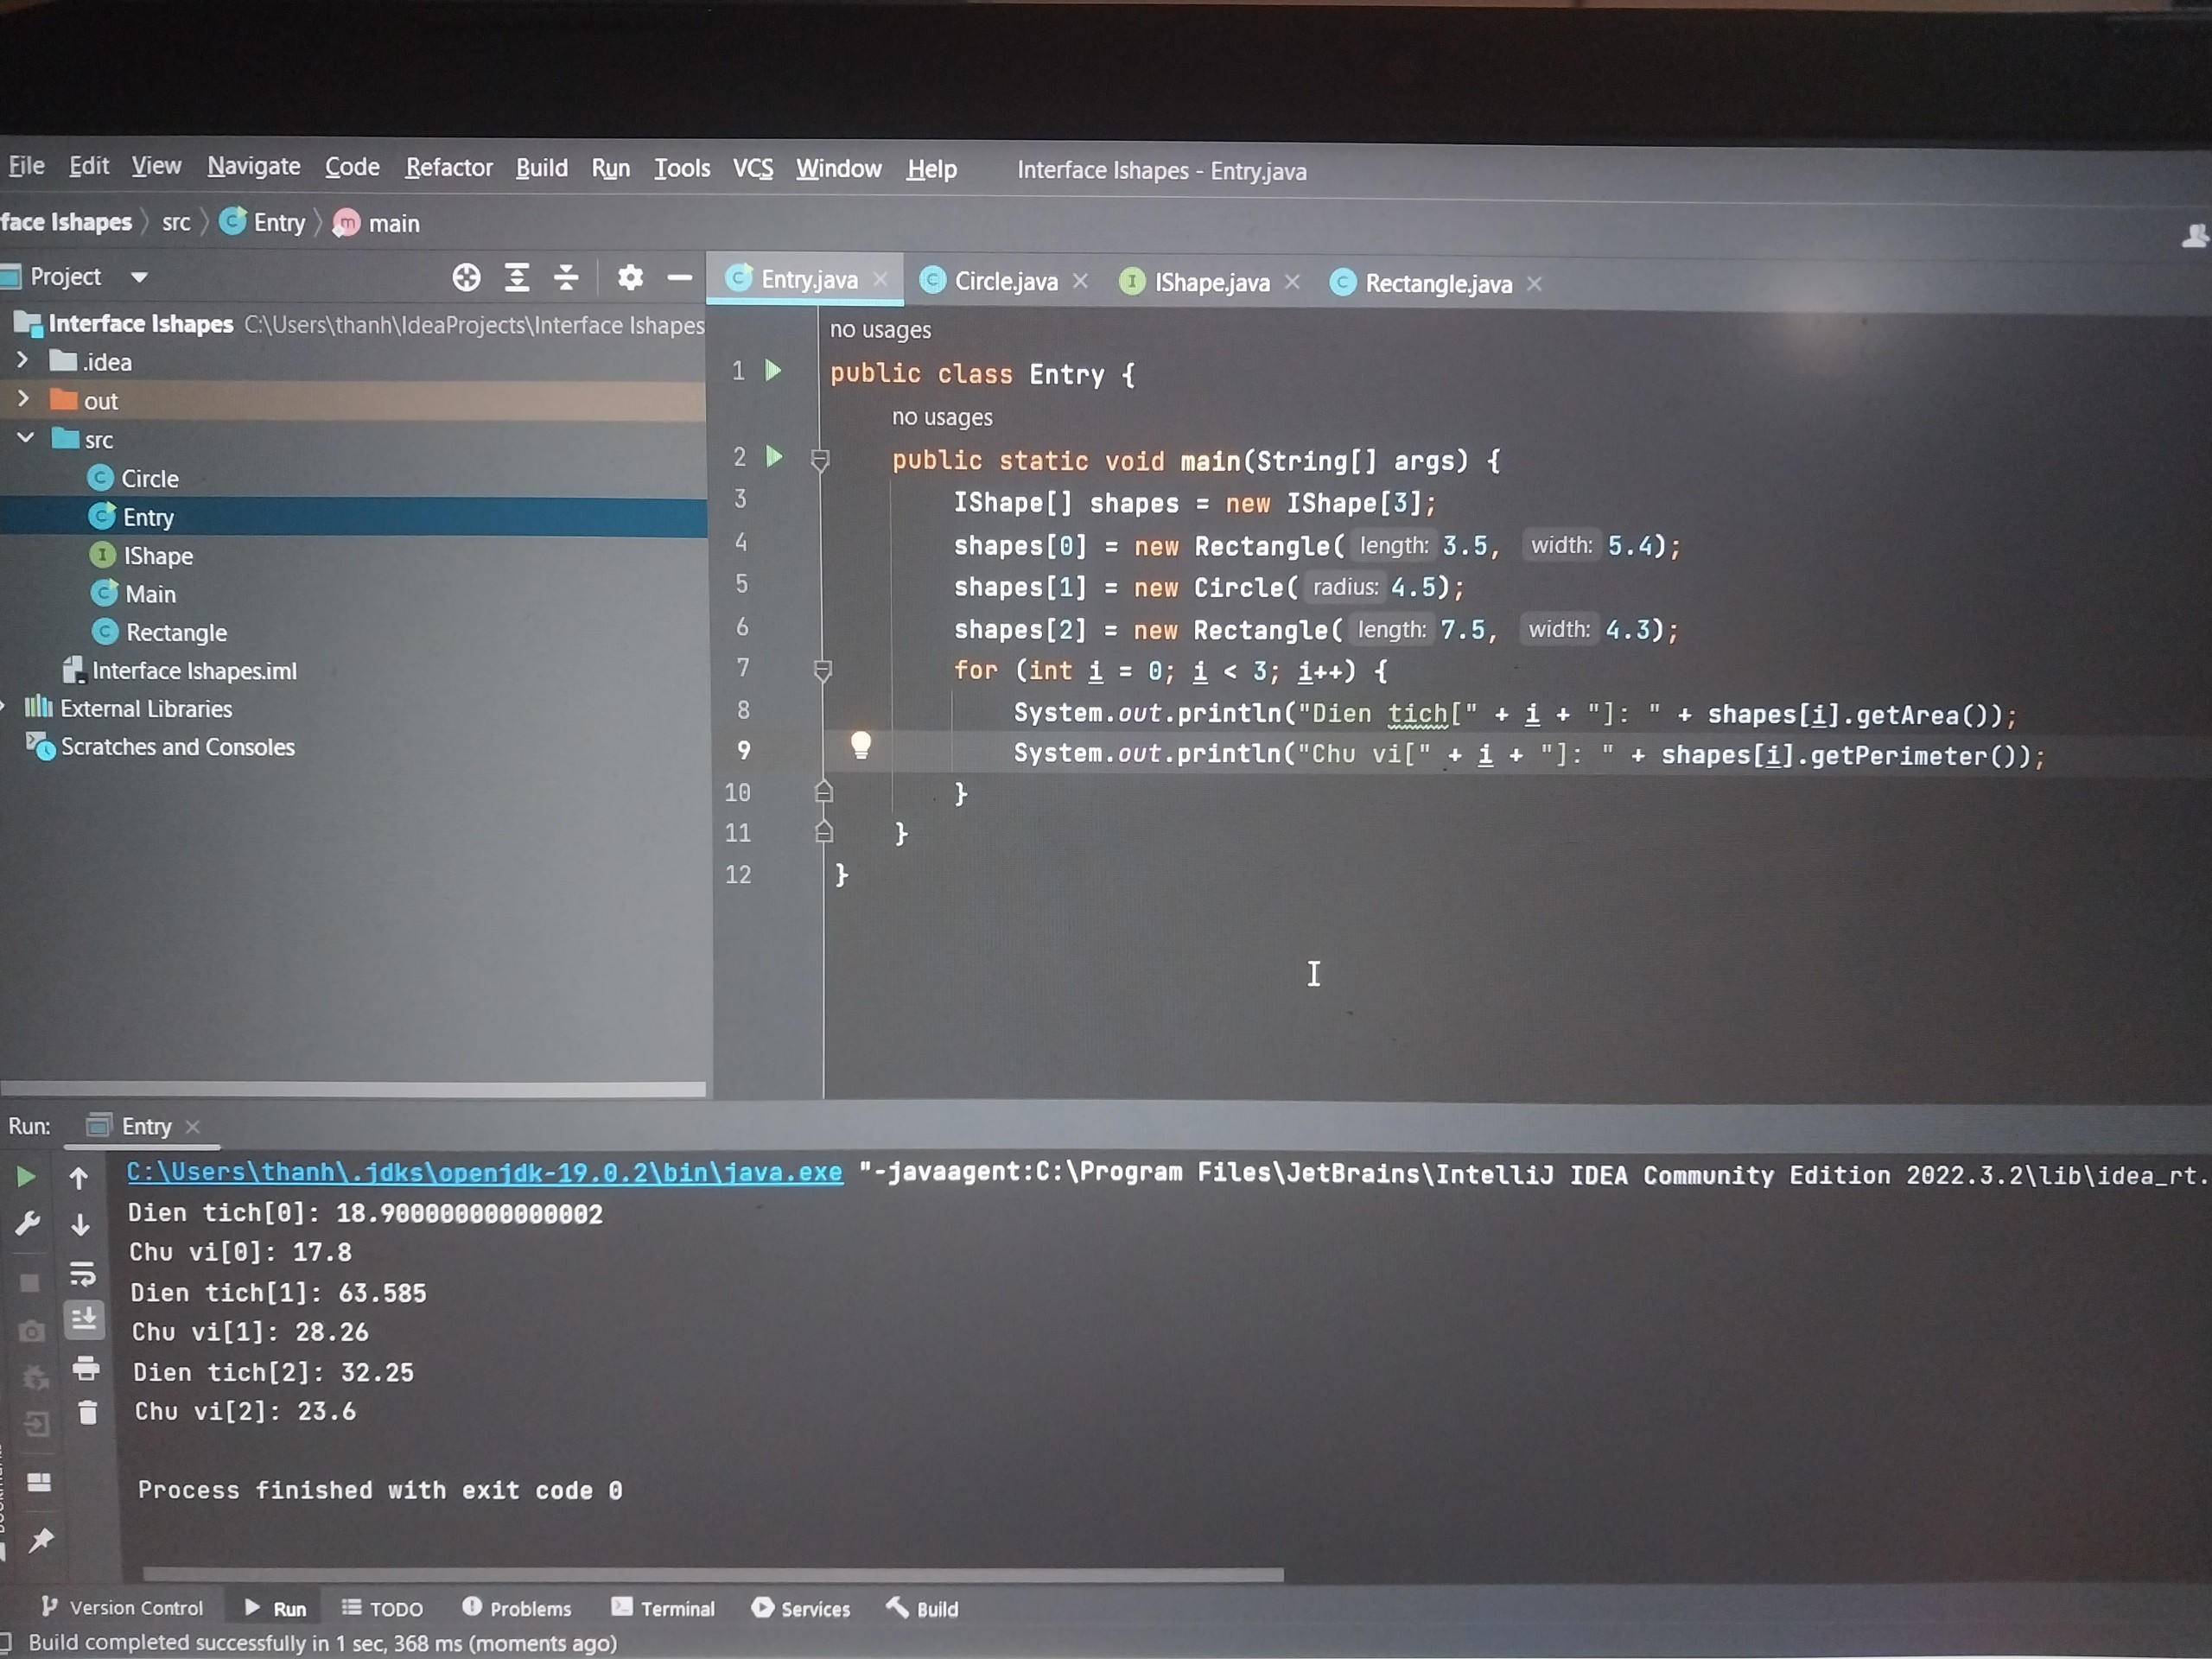 File Edit View Navigate Code Refactor Build Run Tools VCS Window Help Interface Ishapes - Entry.java
face Ishapes src Entry main
Project
Entry.java Circle.java IShape.java Rectangle.java
Interface Ishapes C:\Users\thanh\IdeaProjects\Interface Ishapes
.idea
out
src
Circle
Entry
IShape
Main
Rectangle
Interface Ishapes.iml
External Libraries
Scratches and Consoles
no usages
1 public class Entry {
no usages
2 public static void main(String[] args) {
3 IShape[] shapes = new IShape[3];
4 shapes[0] = new Rectangle( length: 3.5, width: 5.4);
5 shapes[1] = new Circle( radius: 4.5);
6 shapes[2] = new Rectangle( length: 7.5, width: 4.3);
7 for (int i = 0; i < 3; i++) {
8 System.out.println("Dien tich[" + i + "]: " + shapes[i].getArea());
9 System.out.println("Chu vi[" + i + "]: " + shapes[i].getPerimeter());
10 }
11 }
12 }
Run: Entry
C:\Users\thanh\.jdks\openjdk-19.0.2\bin\java.exe "-javaagent:C:\Program Files\JetBrains\IntelliJ IDEA Community Edition 2022.3.2\lib\idea_rt.
Dien tich[0]: 18.900000000000002
Chu vi[0]: 17.8
Dien tich[1]: 63.585
Chu vi[1]: 28.26
Dien tich[2]: 32.25
Chu vi[2]: 23.6
Process finished with exit code 0
Version Control Run TODO Problems Terminal Services Build
Build completed successfully in 1 sec, 368 ms (moments ago)